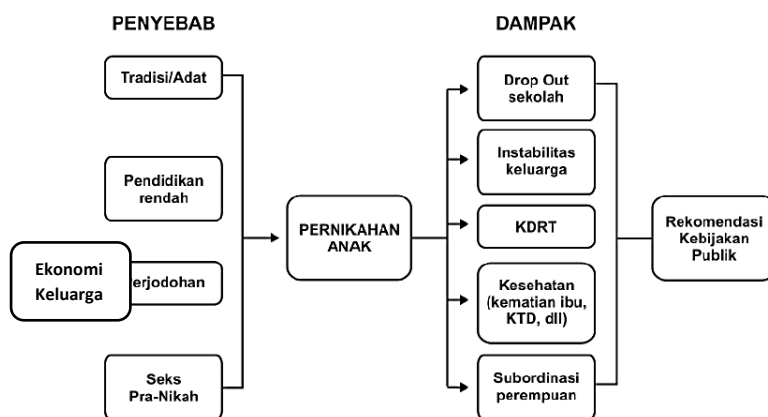 PENYEBAB
DAMPAK
Tradisi/Adat
Pendidikan
rendah
Ekonomi
Keluarga
erjodohan
Seks
Pra-Nikah
PERNIKAHAN
ANAK
Drop Out
sekolah
Instabilitas
keluarga
KDRT
Kesehatan
(kematian ibu,
KTD, dll)
Subordinasi
perempuan
Rekomendasi
Kebijakan
Publik